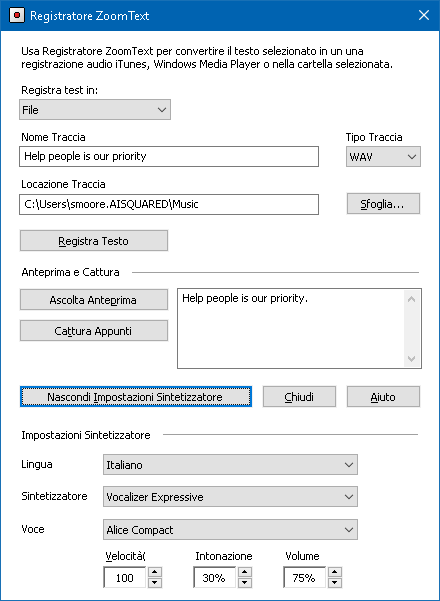 Registratore ZoomText
Usa Registratore ZoomText per convertire il testo selezionato in un una
registrazione audio iTunes, Windows Media Player o nella cartella selezionata.
Registra test in:
File
Nome Traccia
Tipo Traccia
Help people is our priority
WAV
Locazione Traccia
C:\Users\smoore.AISQUARED\Music
Sfoglia...
Registra Testo
Anteprima e Cattura
Ascolta Anteprima
Help people is our priority.
Cattura Appunti
Nascondi Impostazioni Sintetizzatore
Chiudi
Aiuto
Impostazioni Sintetizzatore
Lingua
Italiano
Sintetizzatore
Vocalizer Expressive
Voce
Alice Compact
Velocità(
Intonazione
Volume
100
30%
75%